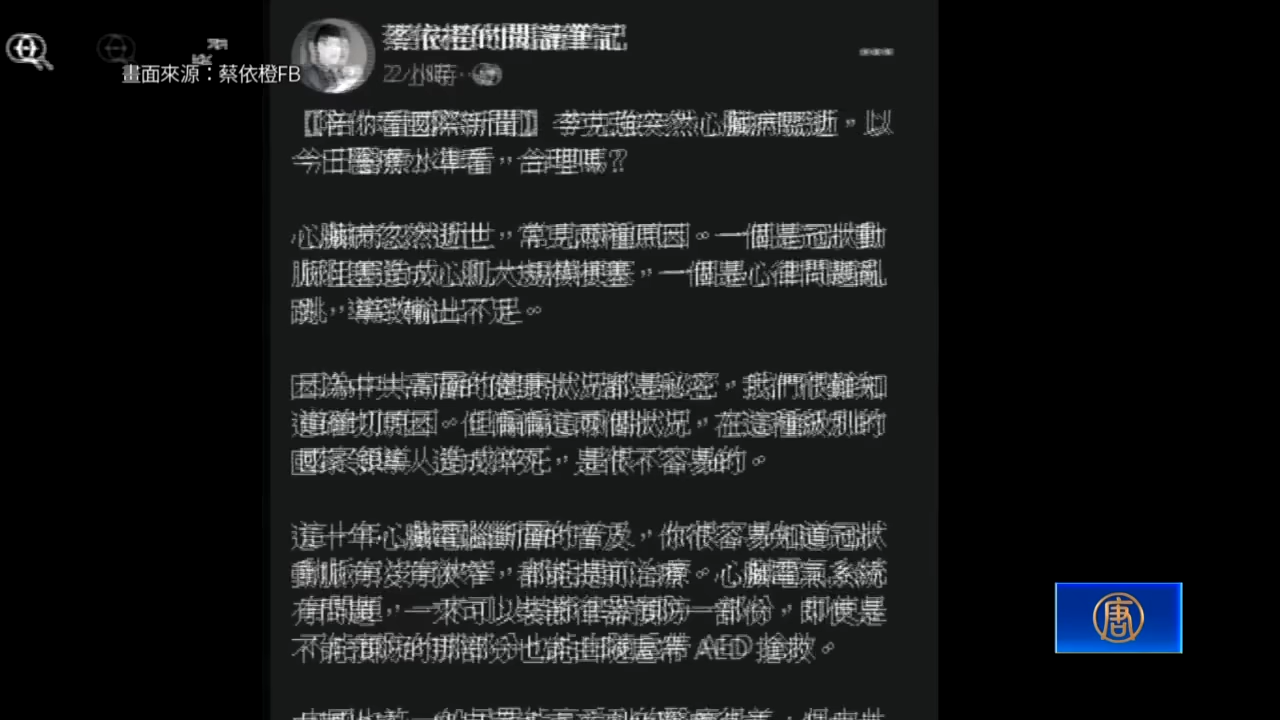 蔡依橙的閱讀筆記
畫面來源：蔡依橙FB
22小時
【陪你看國際新聞】 李克強突然心臟病驟逝，以
今日醫療水準看，合理嗎？
心臟病忽然逝世，常見兩種原因。一個是冠狀動
脈阻塞造成心肌大規模梗塞，一個是心律問題亂
跳，導致輸出不足。
因為中共高層的健康狀況都是秘密，我們很難知
道確切原因。但偏偏這兩個狀況，在這種級別的
國家領導人造成猝死，是很不容易的。
這十年心臟電腦斷層的普及，你很容易知道冠狀
動脈有沒有狹窄，都能提前治療。心臟電氣系統
有問題，一來可以裝節律器預防一部份，即使是
不能預防的那部分也能由隨扈帶 AED 搶救。
唐